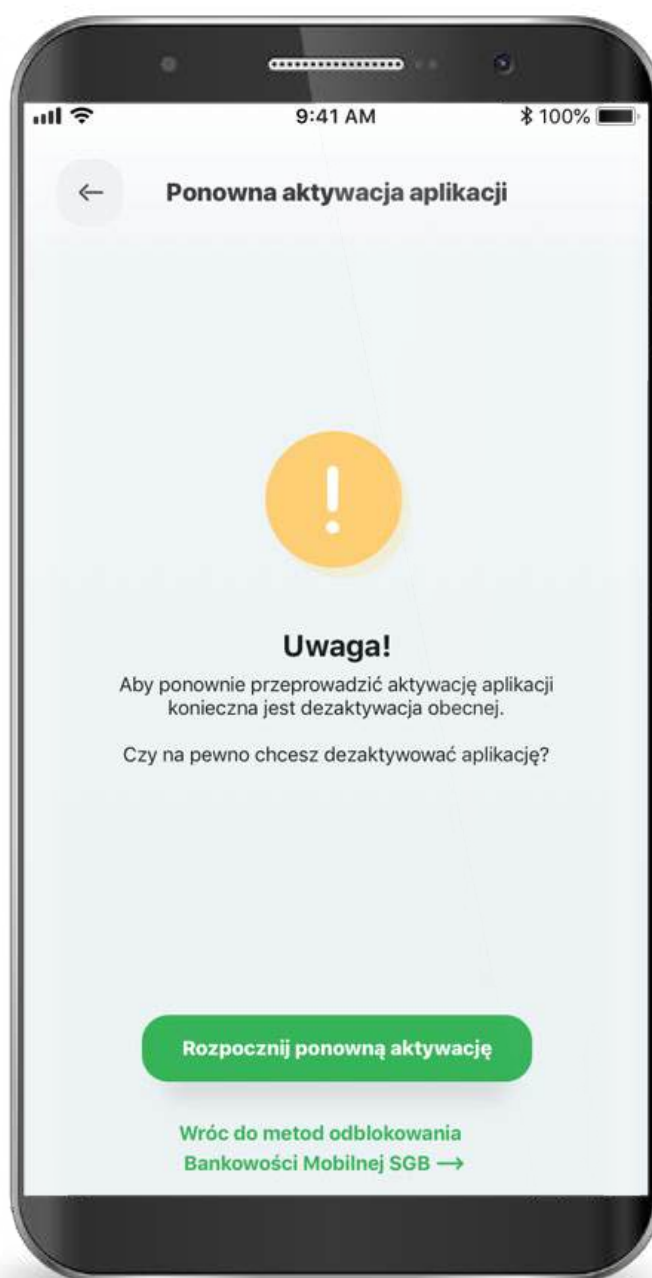 9:41 AM
100%
Ponowna aktywacja aplikacji
!
Uwaga!
Aby ponownie przeprowadzić aktywację aplikacji
konieczna jest dezaktywacja obecnej.
Czy na pewno chcesz dezaktywować aplikację?
Rozpocznij ponowną aktywację
Wróc do metod odblokowania
Bankowości Mobilnej SGB →